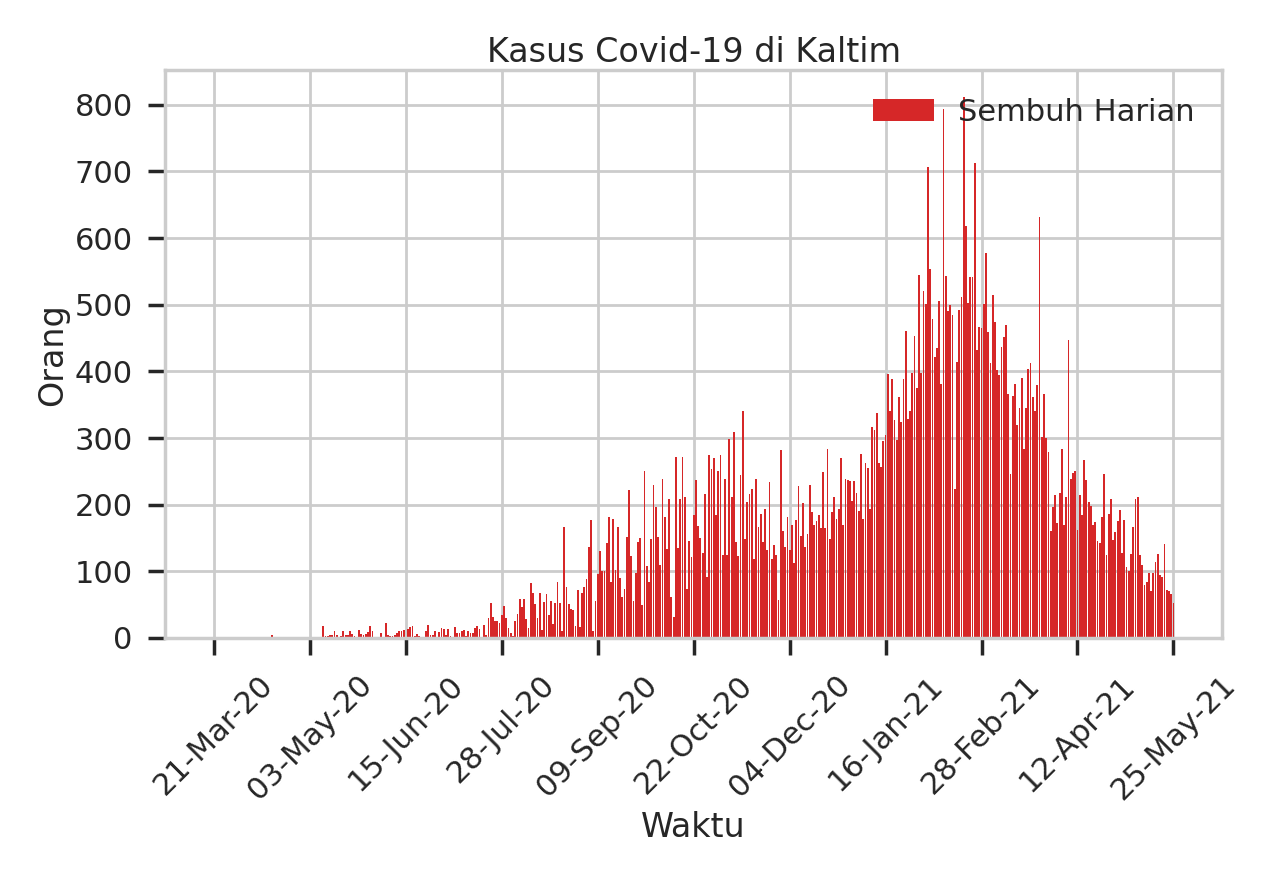 Kasus Covid-19 di Kaltim
Sembuh Harian
800
700
600
500
400
300
200
100
0
Orang
21-Mar-20
03-May-20
15-Jun-20
28-Jul-20
09-Sep-20
22-Oct-20
04-Dec-20
16-Jan-21
28-Feb-21
12-Apr-21
25-May-21
Waktu